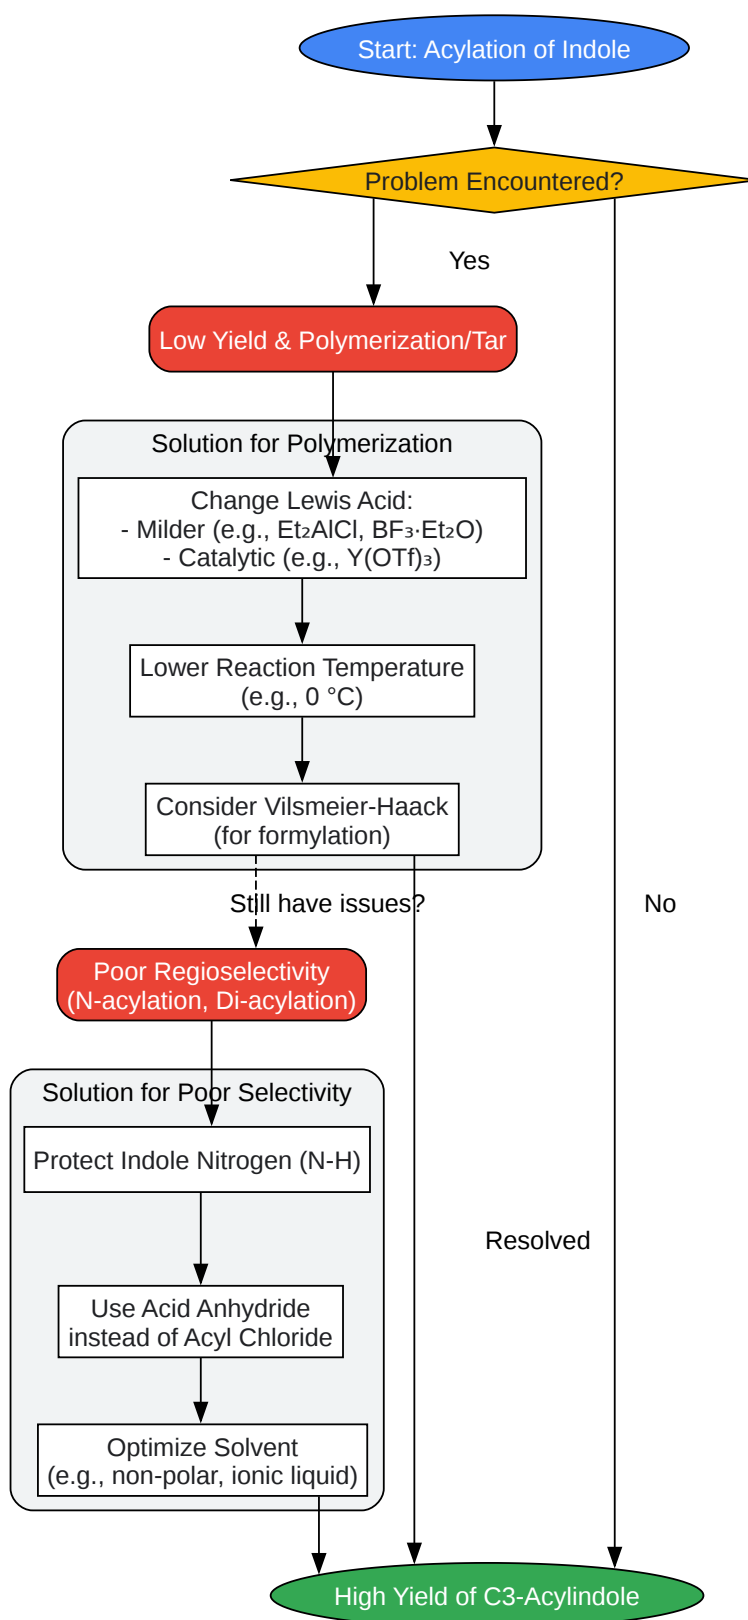 Start: Acylation of Indole
Problem Encountered?
Yes
Low Yield & Polymerization/Tar
Solution for Polymerization
Change Lewis Acid:
- Milder (e.g., Et₂AlCl, BF₃·Et₂O)
- Catalytic (e.g., Y(OTf)₃)
Lower Reaction Temperature
(e.g., 0 °C)
Consider Vilsmeier-Haack
(for formylation)
Still have issues?
No
Poor Regioselectivity
(N-acylation, Di-acylation)
Solution for Poor Selectivity
Protect Indole Nitrogen (N-H)
Resolved
Use Acid Anhydride
instead of Acyl Chloride
Optimize Solvent
(e.g., non-polar, ionic liquid)
High Yield of C3-Acylindole